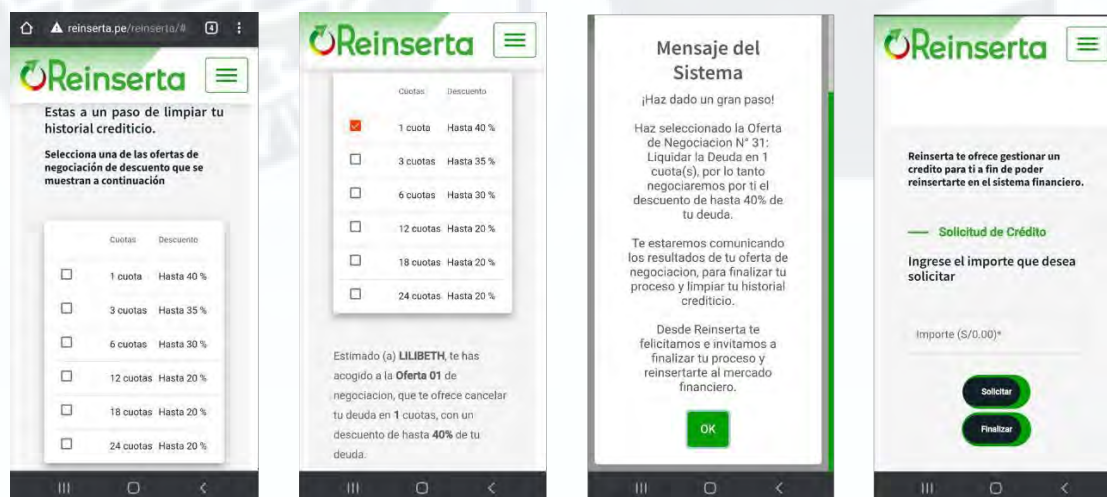 reinserta.pe/reinserta/#
4
Reinserta
Estas a un paso de limpiar tu
historial crediticio.
Selecciona una de las ofertas de
negociación de descuento que se
muestran a continuación
Cuotas Descuento
1 cuota Hasta 40 %
3 cuotas Hasta 35 %
6 cuotas Hasta 30 %
12 cuotas Hasta 20 %
18 cuotas Hasta 20 %
24 cuotas Hasta 20 %
Reinserta
Cuotas Descuento
1 cuota Hasta 40 %
3 cuotas Hasta 35 %
6 cuotas Hasta 30 %
12 cuotas Hasta 20 %
18 cuotas Hasta 20 %
24 cuotas Hasta 20 %
Estimado (a) LILIBETH, te has
acogido a la Oferta 01 de
negociacion, que te ofrece cancelar
tu deuda en 1 cuotas, con un
descuento de hasta 40% de tu
deuda.
Mensaje del
Sistema
¡Haz dado un gran paso!
Haz seleccionado la Oferta
de Negociacion N° 31:
Liquidar la Deuda en 1
cuota(s), por lo tanto
negociaremos por ti el
descuento de hasta 40% de
tu deuda.
Te estaremos comunicando
los resultados de tu oferta de
negociacion, para finalizar tu
proceso y limpiar tu historial
crediticio.
Desde Reinserta te
felicitamos e invitamos a
finalizar tu proceso y
reinsertarte al mercado
financiero.
OK
Reinserta
Reinserta te ofrece gestionar un
credito para ti a fin de poder
reinsertarte en el sistema financiero.
Solicitud de Crédito
Ingrese el importe que desea
solicitar
Importe (S/0.00)*
Solicitar
Finalizar